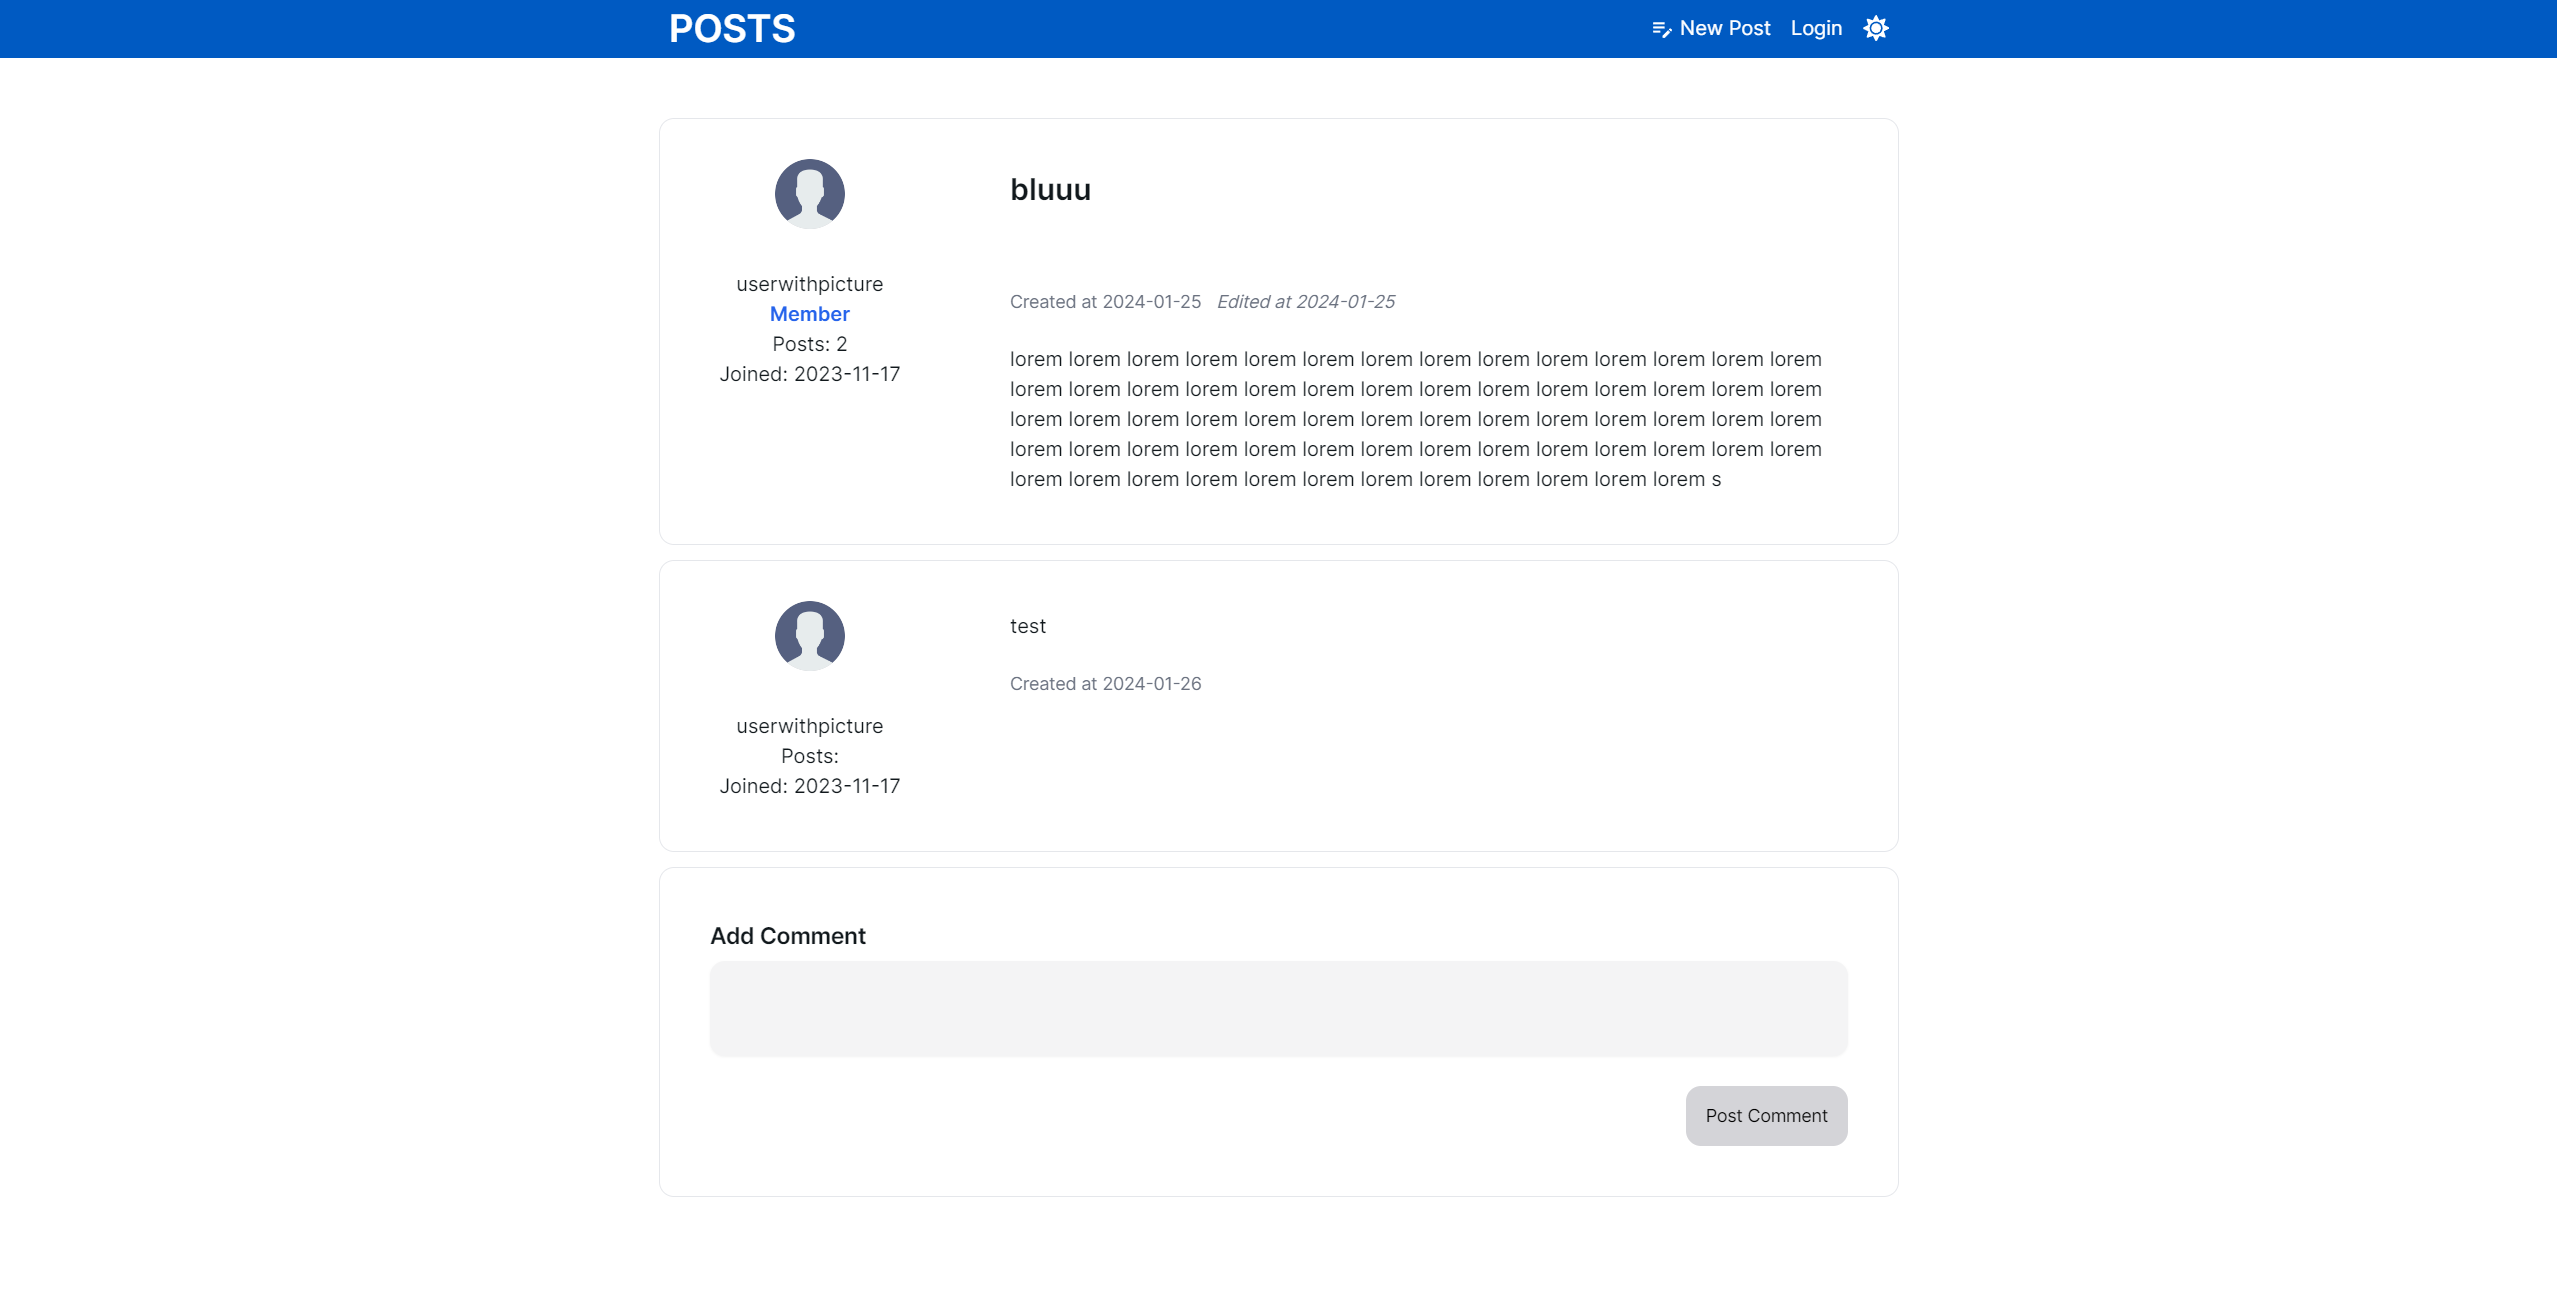 POSTS
New Post Login
bluuu
userwithpicture
Member
Posts: 2
Joined: 2023-11-17
Created at 2024-01-25 Edited at 2024-01-25
lorem lorem lorem lorem lorem lorem lorem lorem lorem lorem lorem lorem lorem lorem
lorem lorem lorem lorem lorem lorem lorem lorem lorem lorem lorem lorem lorem lorem
lorem lorem lorem lorem lorem lorem lorem lorem lorem lorem lorem lorem lorem lorem
lorem lorem lorem lorem lorem lorem lorem lorem lorem lorem lorem lorem lorem lorem
lorem lorem lorem lorem lorem lorem lorem lorem lorem lorem lorem lorem s
userwithpicture
Posts:
Joined: 2023-11-17
test
Created at 2024-01-26
Add Comment
Post Comment